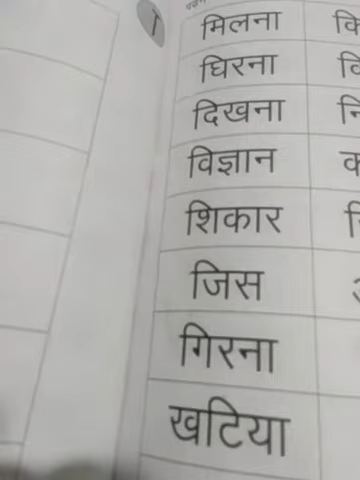 मिलना
घिरना
दिखना
विज्ञान
शिकार
जिस
गिरना
खटिया